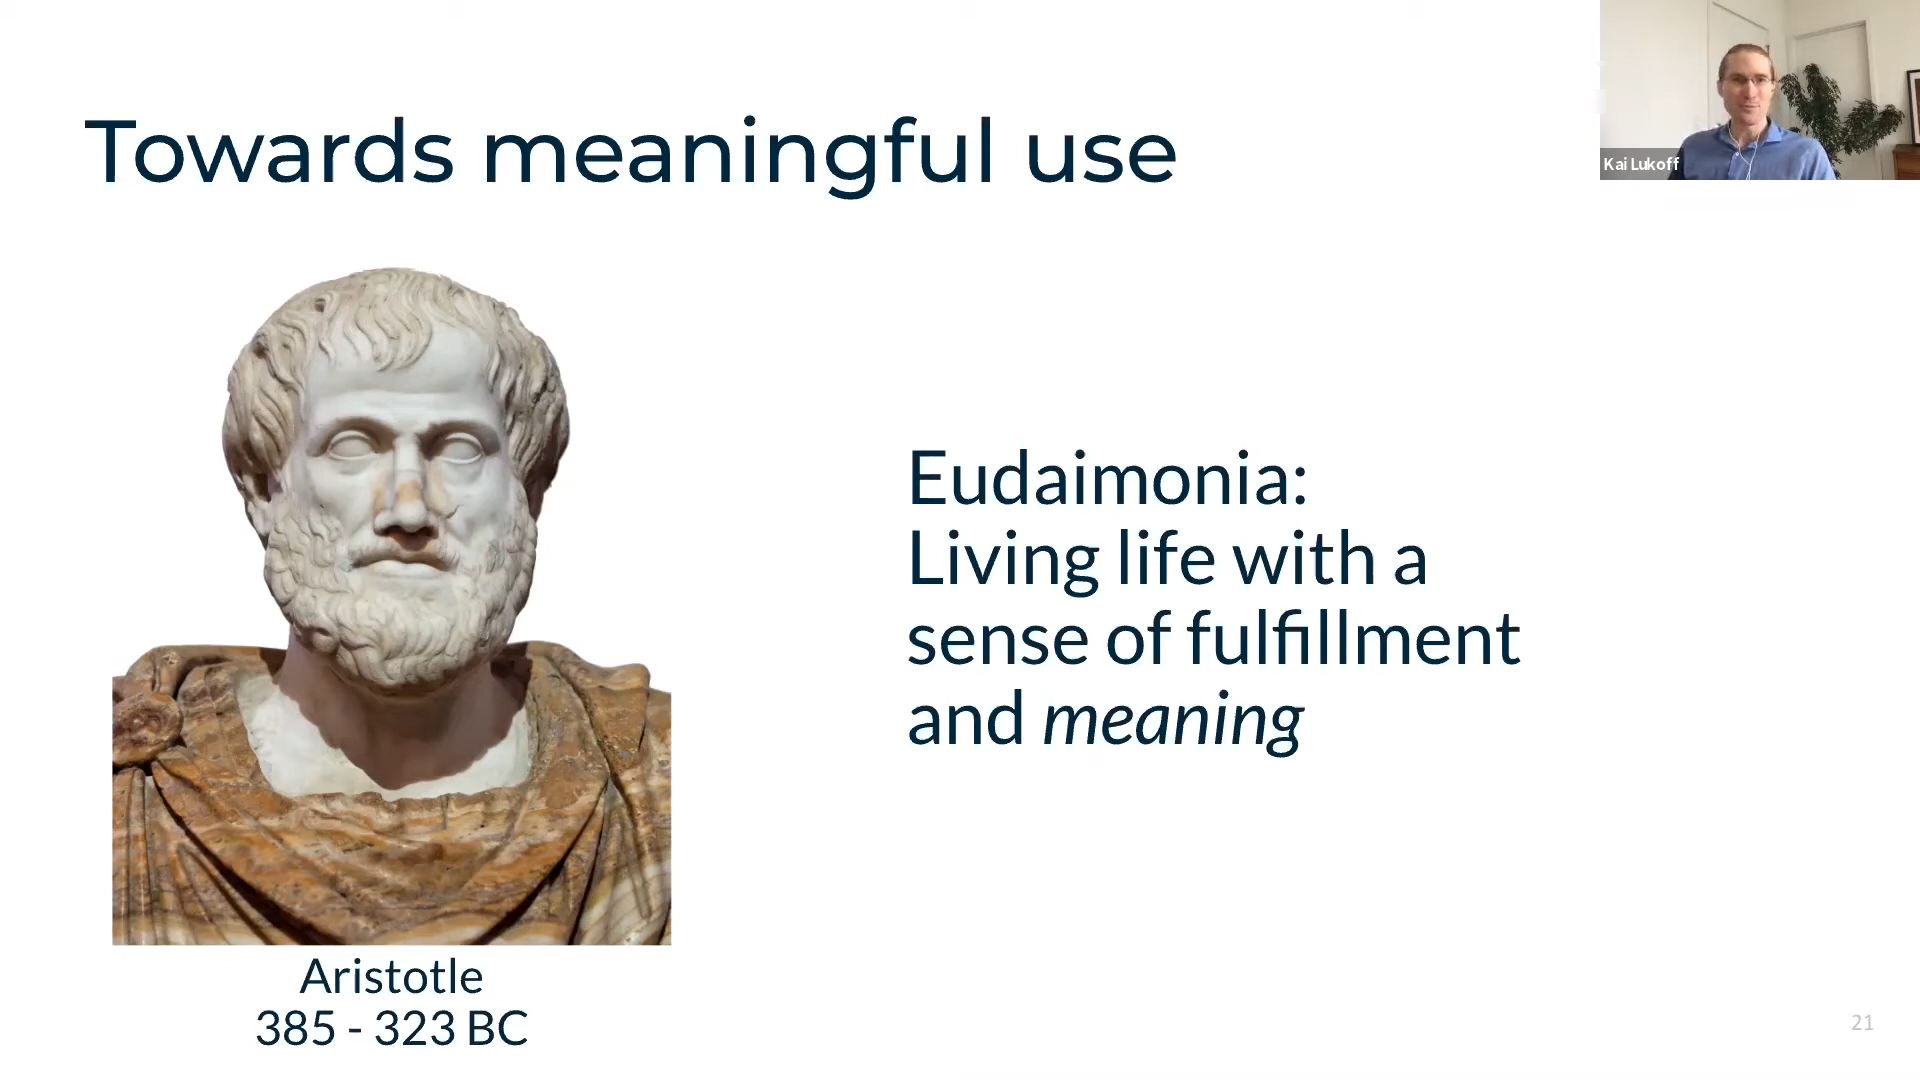 Towards meaningful use
Kai Lukoff
Eudaimonia:
Living life with a
sense of fulfillment
and meaning
Aristotle
385 - 323 BC
21